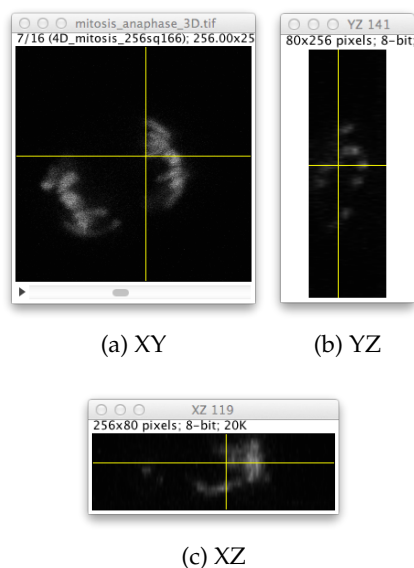 mitosis_anaphase_3D.tif
7/16 (4D_mitosis_256sq166); 256.00x25
YZ 141
80x256 pixels; 8-bit;
(a) XY
(b) YZ
XZ 119
256x80 pixels; 8-bit; 20K
(c) XZ